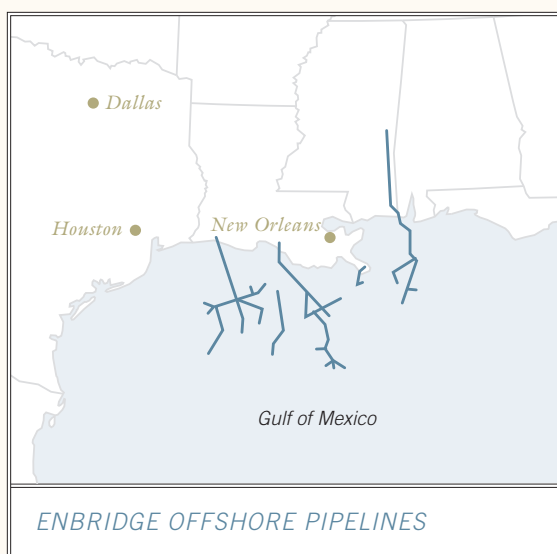 Dallas
Houston
New Orleans
Gulf of Mexico
ENBRIDGE OFFSHORE PIPELINES